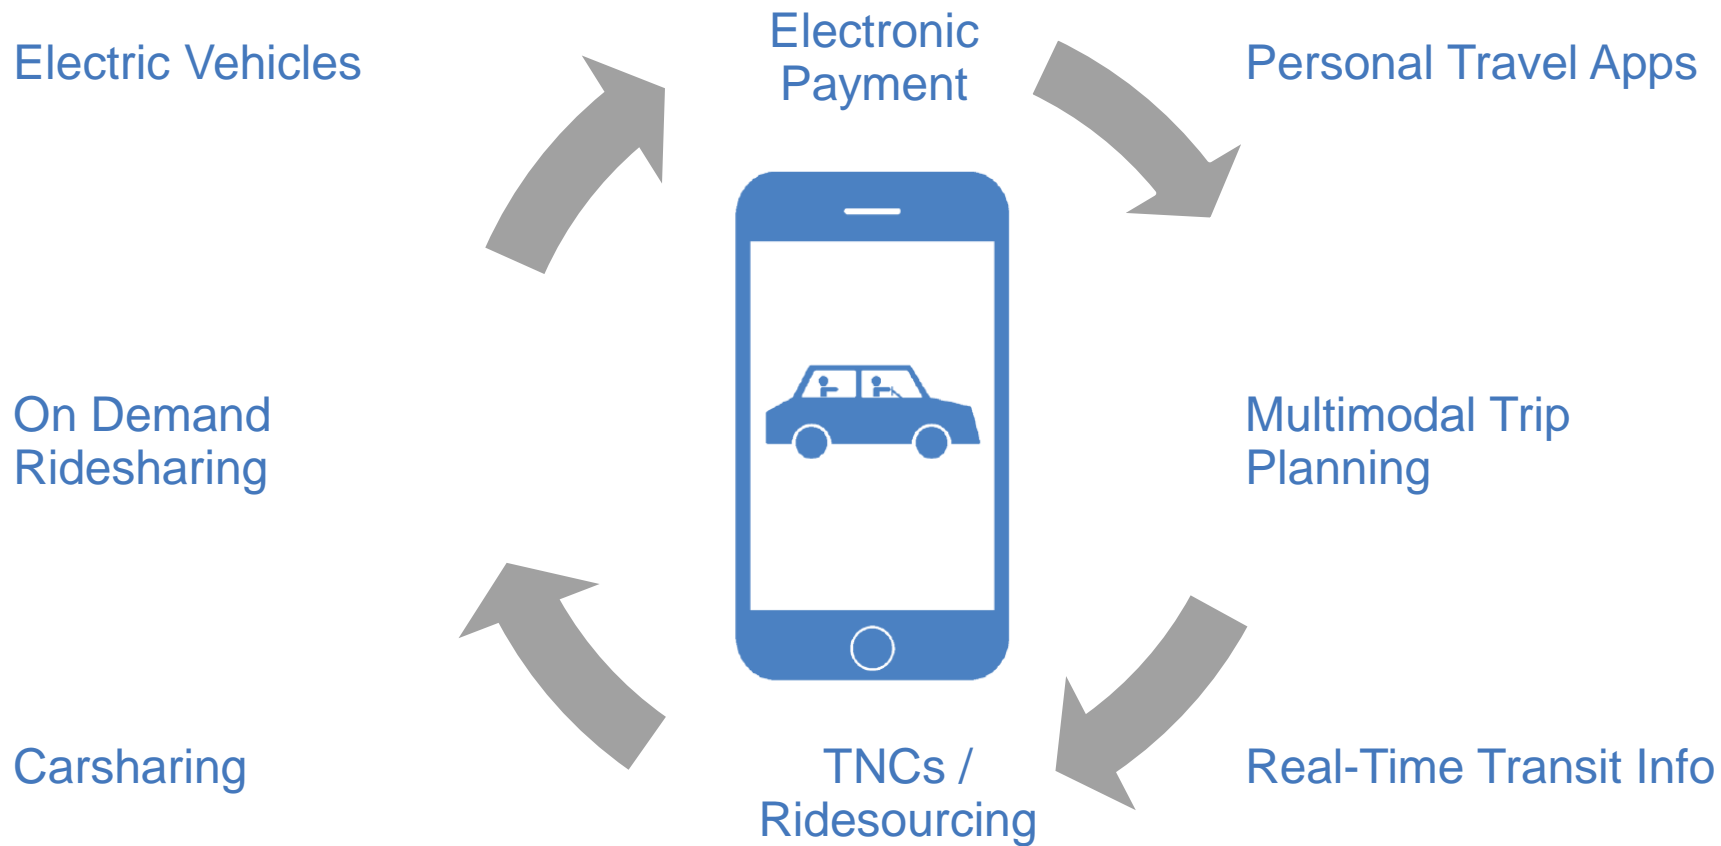 Electronic
Payment
Electric Vehicles
Personal Travel Apps
On Demand
Ridesharing
Multimodal Trip
Planning
Carsharing
TNCs /
Ridesourcing
Real-Time Transit Info